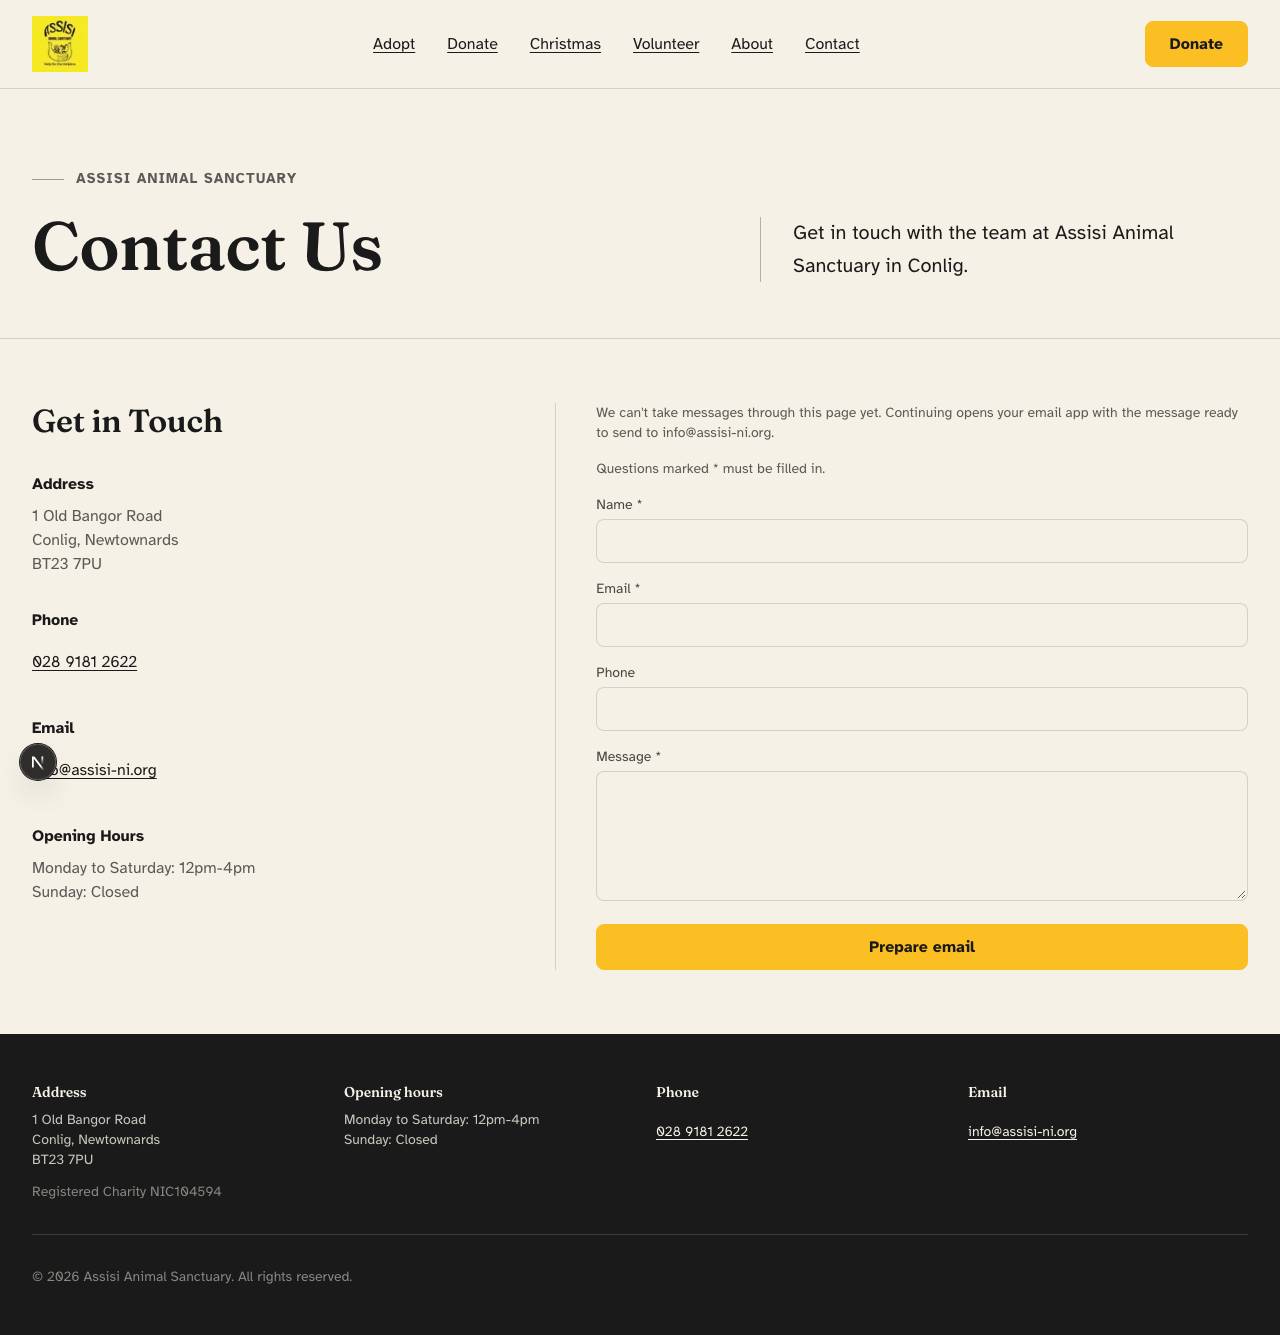 ASSISI
Adopt
Donate
Christmas
Volunteer
About
Contact
Donate
ASSISI ANIMAL SANCTUARY
Contact Us
Get in touch with the team at Assisi Animal
Sanctuary in Conlig.
Get in Touch
Address
1 Old Bangor Road
Conlig, Newtownards
BT23 7PU
Phone
028 9181 2622
Email
N
@assisi-ni.org
Opening Hours
Monday to Saturday: 12pm-4pm
Sunday: Closed
We can't take messages through this page yet. Continuing opens your email app with the message ready
to send to info@assisi-ni.org.
Questions marked * must be filled in.
Name *
Email *
Phone
Message *
Prepare email
Address
1 Old Bangor Road
Conlig, Newtownards
BT23 7PU
Registered Charity NIC104594
Opening hours
Monday to Saturday: 12pm-4pm
Sunday: Closed
Phone
028 9181 2622
Email
info@assisi-ni.org
© 2026 Assisi Animal Sanctuary. All rights reserved.